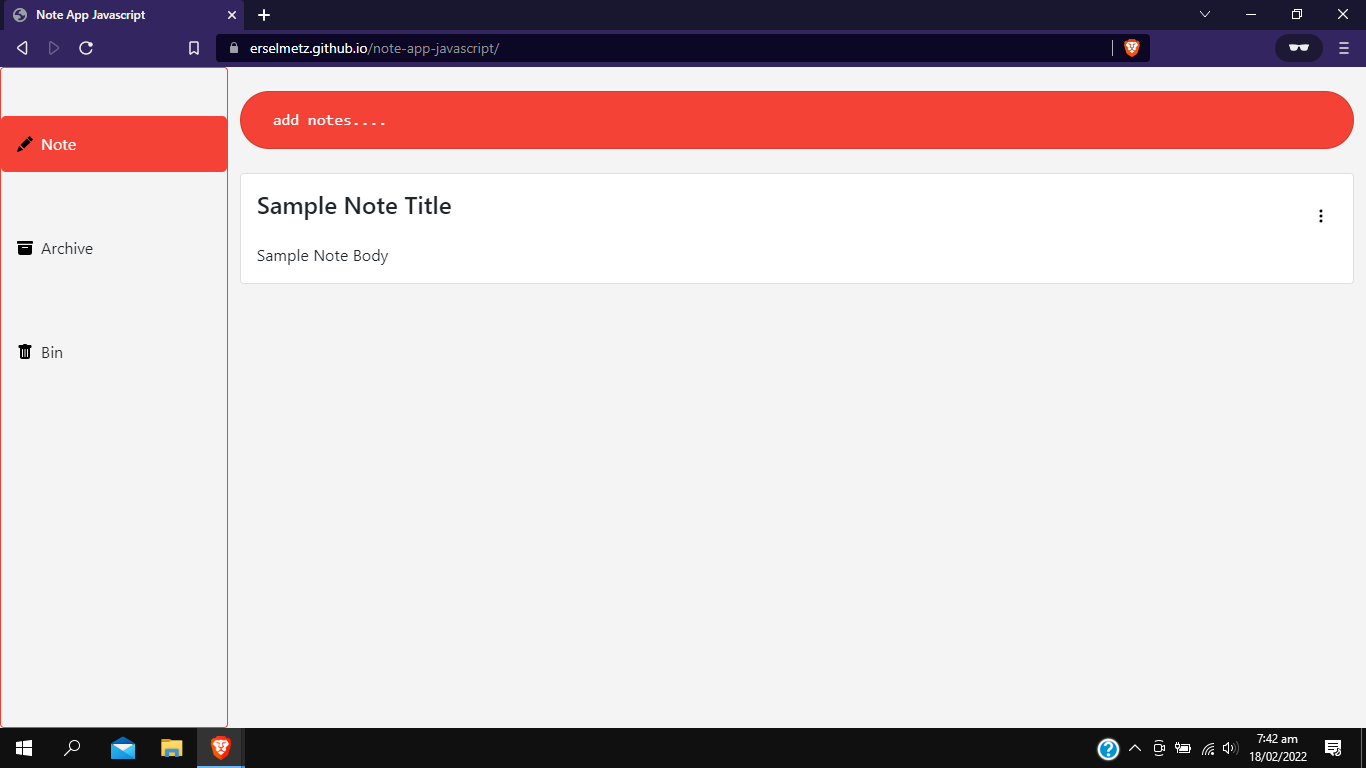 Note App Javascript
erselmetz.github.io/note-app-javascript/
Note
Archive
Bin
add notes....
Sample Note Title
Sample Note Body
7:42 am
18/02/2022